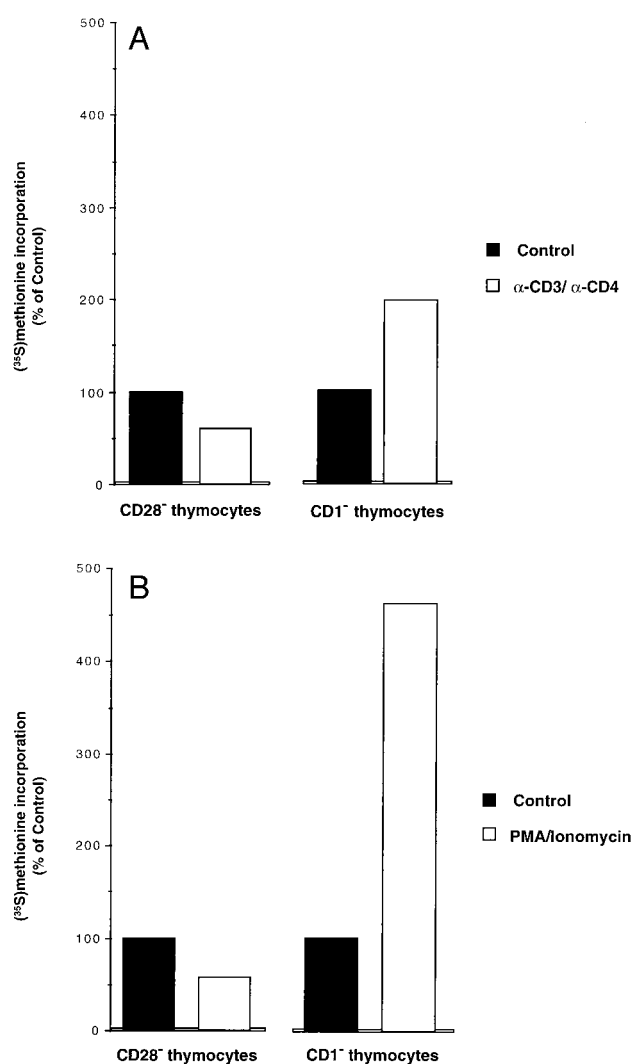 A
500
400
300
200
100
0
(³⁵S)methionine incorporation
(% of Control)
Control
α-CD3/ α-CD4
CD28⁻ thymocytes
CD1⁻ thymocytes
B
500
400
300
200
100
0
(³⁵S)methionine incorporation
(% of Control)
Control
PMA/Ionomycin
CD28⁻ thymocytes
CD1⁻ thymocytes